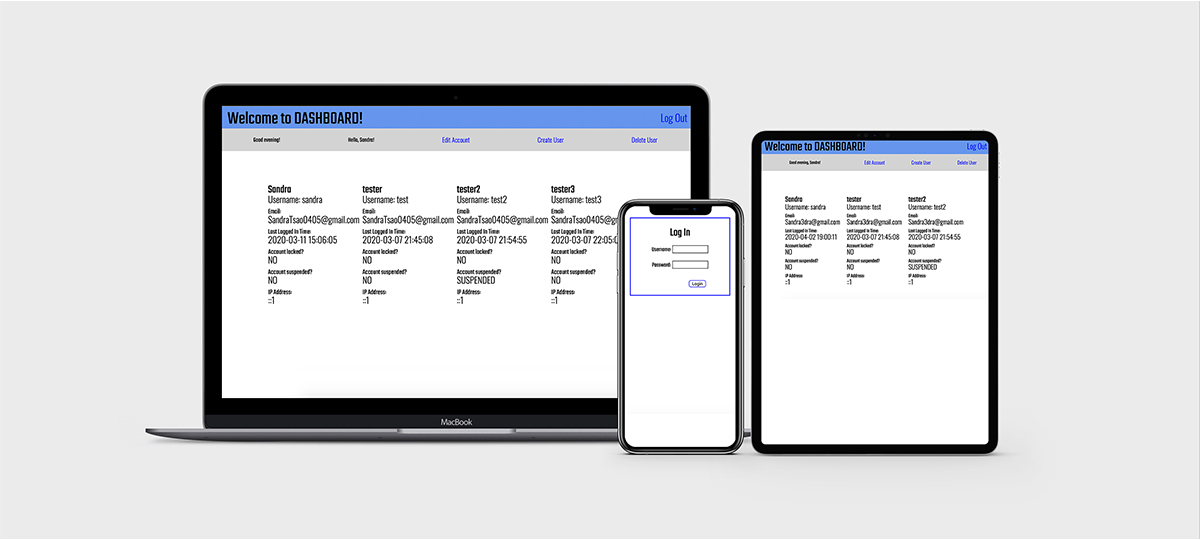 Welcome to DASHBOARD!
Log Out
Good evening!
Hello, Sandra!
Edit Account
Create User
Delete User
Sandra
Username: sandra
Email:
SandraTsao0405@gmail.com
Last Logged In Time:
2020-03-11 15:06:05
Account locked?
NO
Account suspended?
NO
IP Address:
::1
tester
Username: test
Email:
SandraTsao0405@gmail.com
Last Logged In Time:
2020-03-07 21:45:08
Account locked?
NO
Account suspended?
NO
IP Address:
::1
tester2
Username: test2
Email:
SandraTsao0405@gmail.com
Last Logged In Time:
2020-03-07 21:54:55
Account locked?
NO
Account suspended?
SUSPENDED
IP Address:
::1
tester3
Username: test3
Email:
SandraTsao0405@
Last Logged In Time:
2020-03-07 22:05:0
Account locked?
NO
Account suspended?
NO
IP Address:
::1
MacBook
Log In
Username:
Password:
Login
Welcome to DASHBOARD!
Log Out
Good evening, Sandra!
Edit Account
Create User
Delete User
Sandra
Username: sandra
Email:
Sandra3dra@gmail.com
Last Logged In Time:
2020-04-02 19:00:11
Account locked?
NO
Account suspended?
NO
IP Address:
::1
tester
Username: test
Email:
Sandra3dra@gmail.com
Last Logged In Time:
2020-03-07 21:45:08
Account locked?
NO
Account suspended?
NO
IP Address:
::1
tester2
Username: test2
Email:
Sandra3dra@gmail.com
Last Logged In Time:
2020-03-07 21:54:55
Account locked?
NO
Account suspended?
SUSPENDED
IP Address:
::1